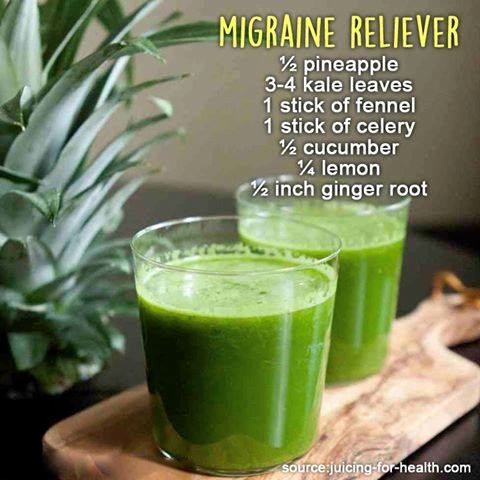 MIGRAINE RELIEVER
½ pineapple
3-4 kale leaves
1 stick of fennel
1 stick of celery
½ cucumber
¼ lemon
½ inch ginger root
source:juicing-for-health.com